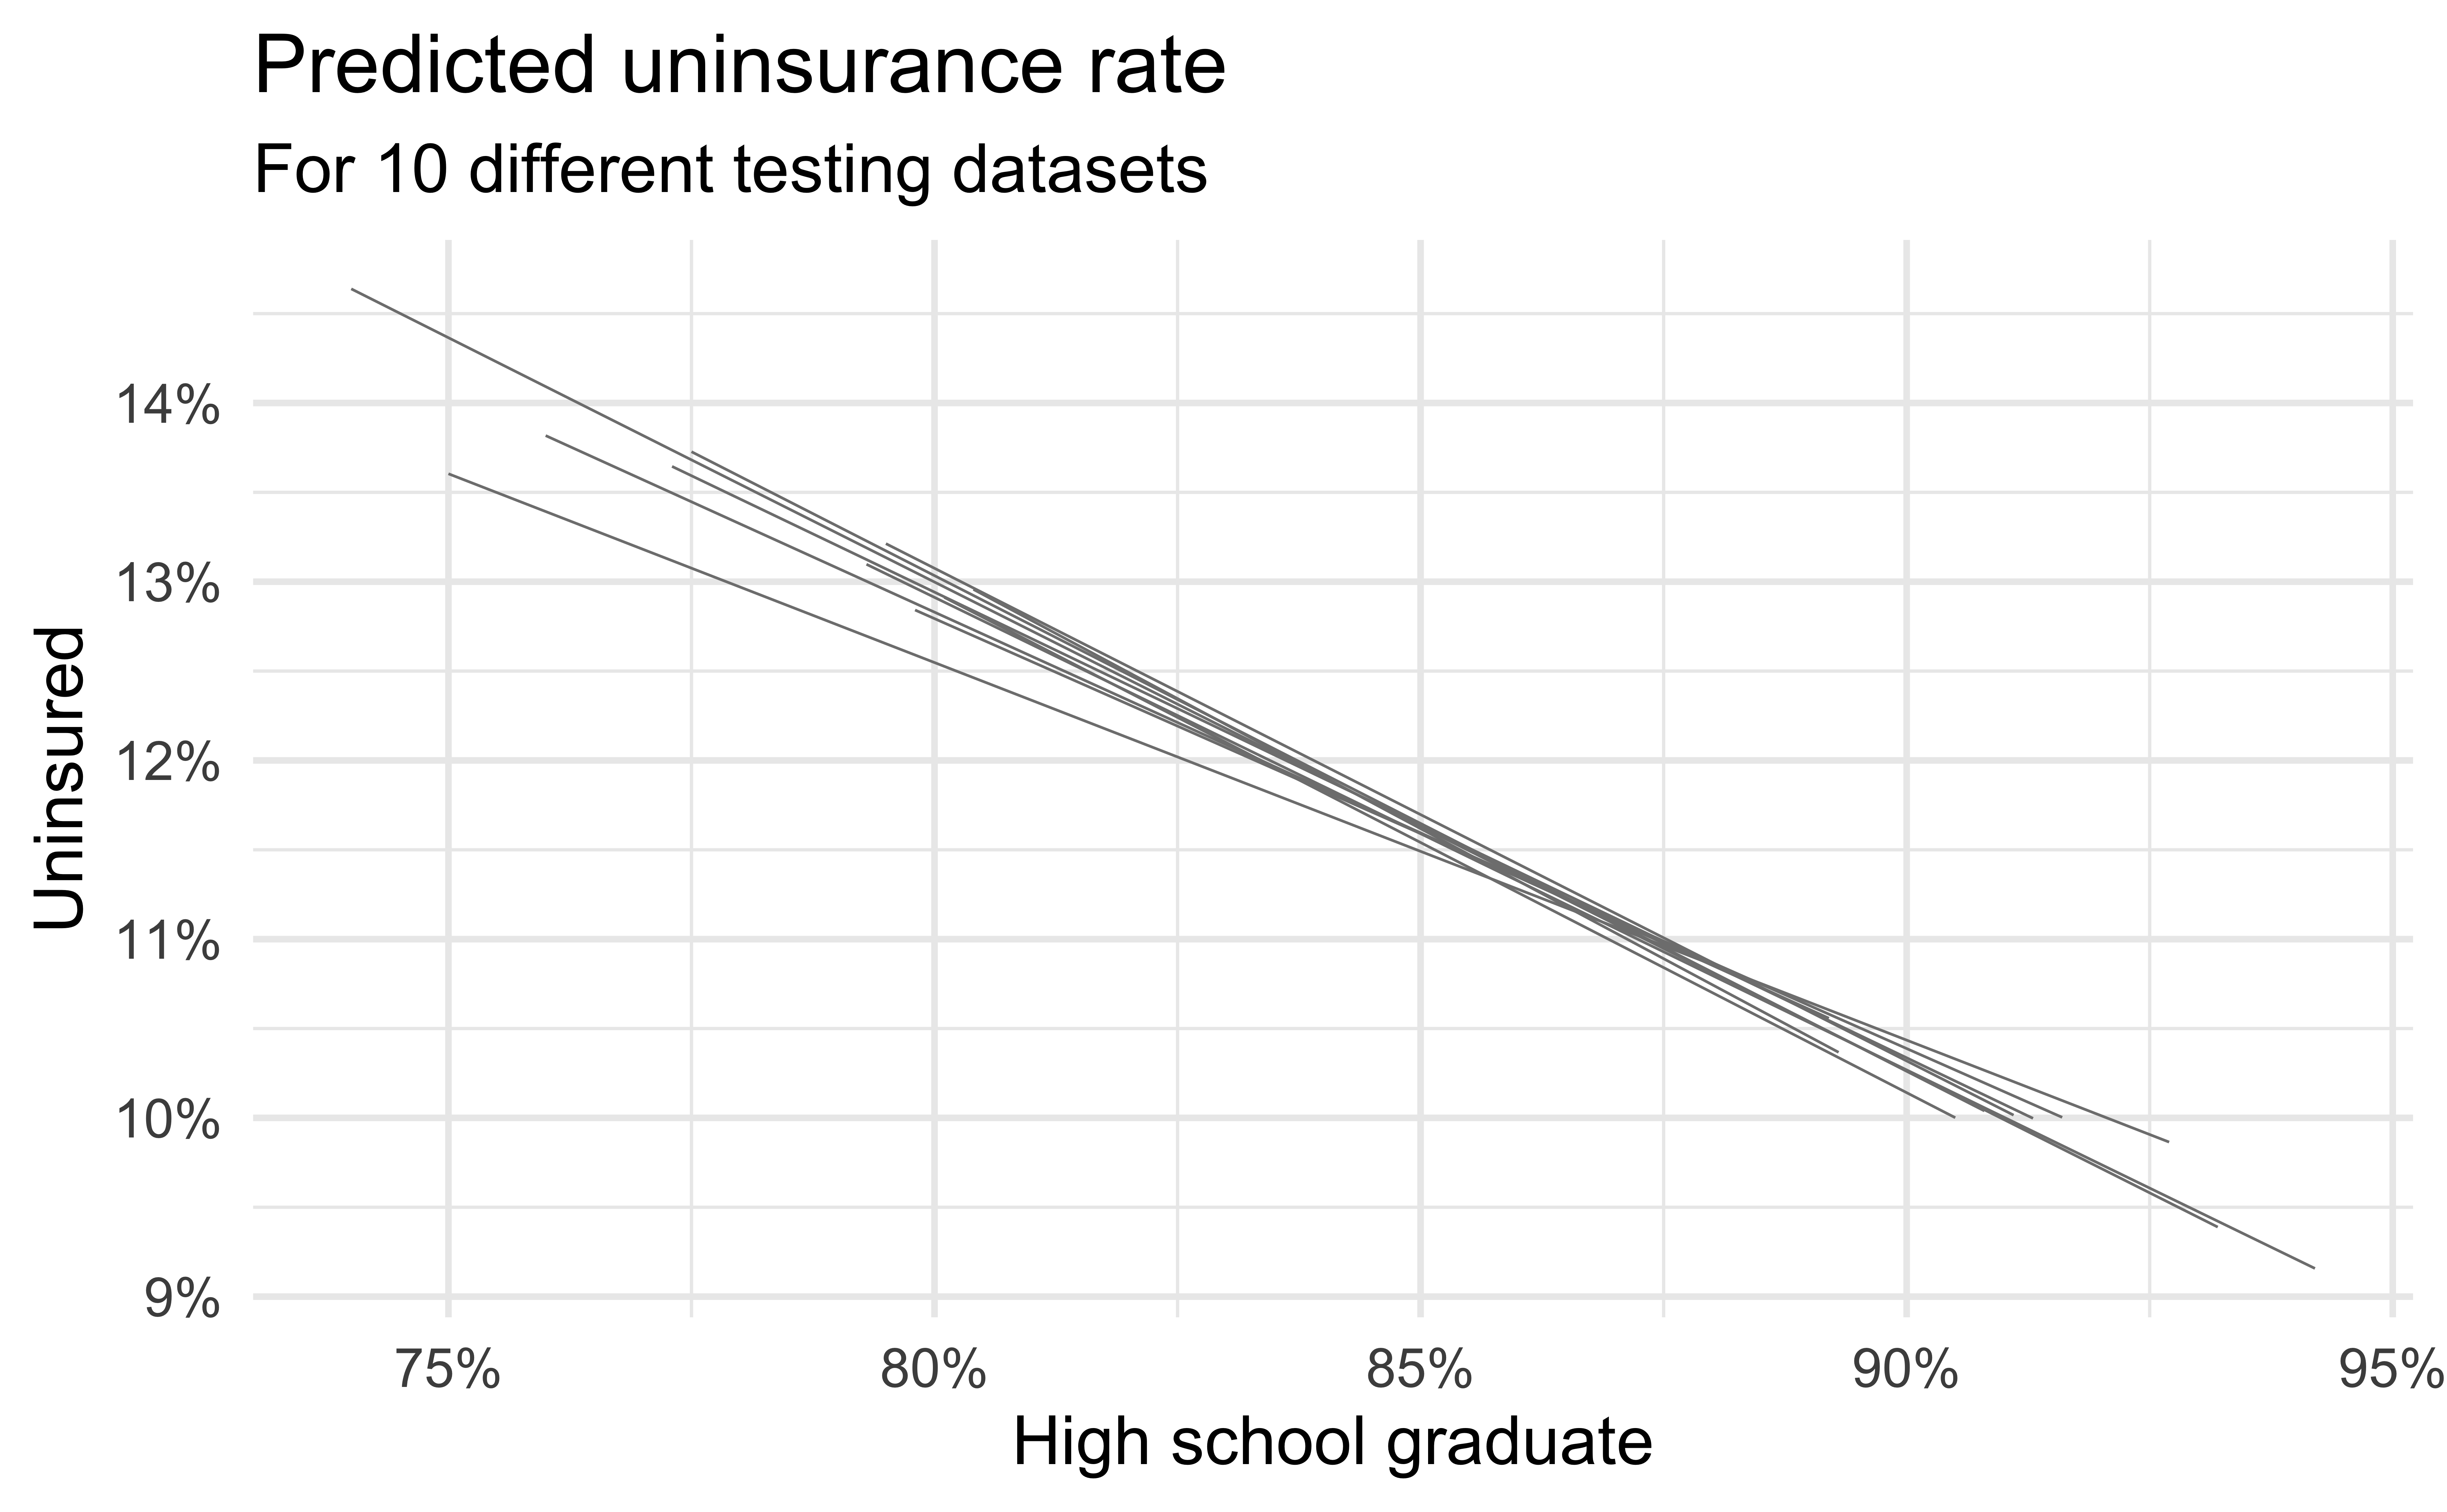 Predicted uninsurance rate
For 10 different testing datasets
Uninsured
14%
13%
12%
11%
10%
9%
75% 80% 85% 90% 95%
High school graduate